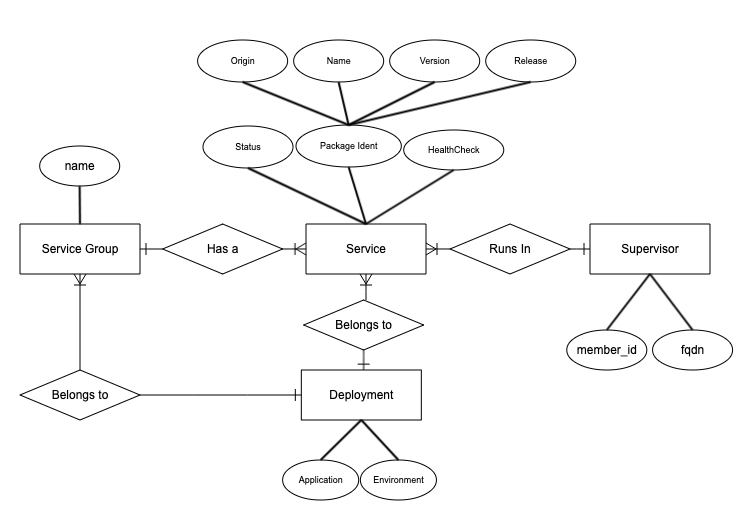 Origin
Name
Version
Release
Status
Package Ident
HealthCheck
name
Service Group
Has a
Service
Runs In
Supervisor
Belongs to
member_id
fqdn
Belongs to
Deployment
Application
Environment